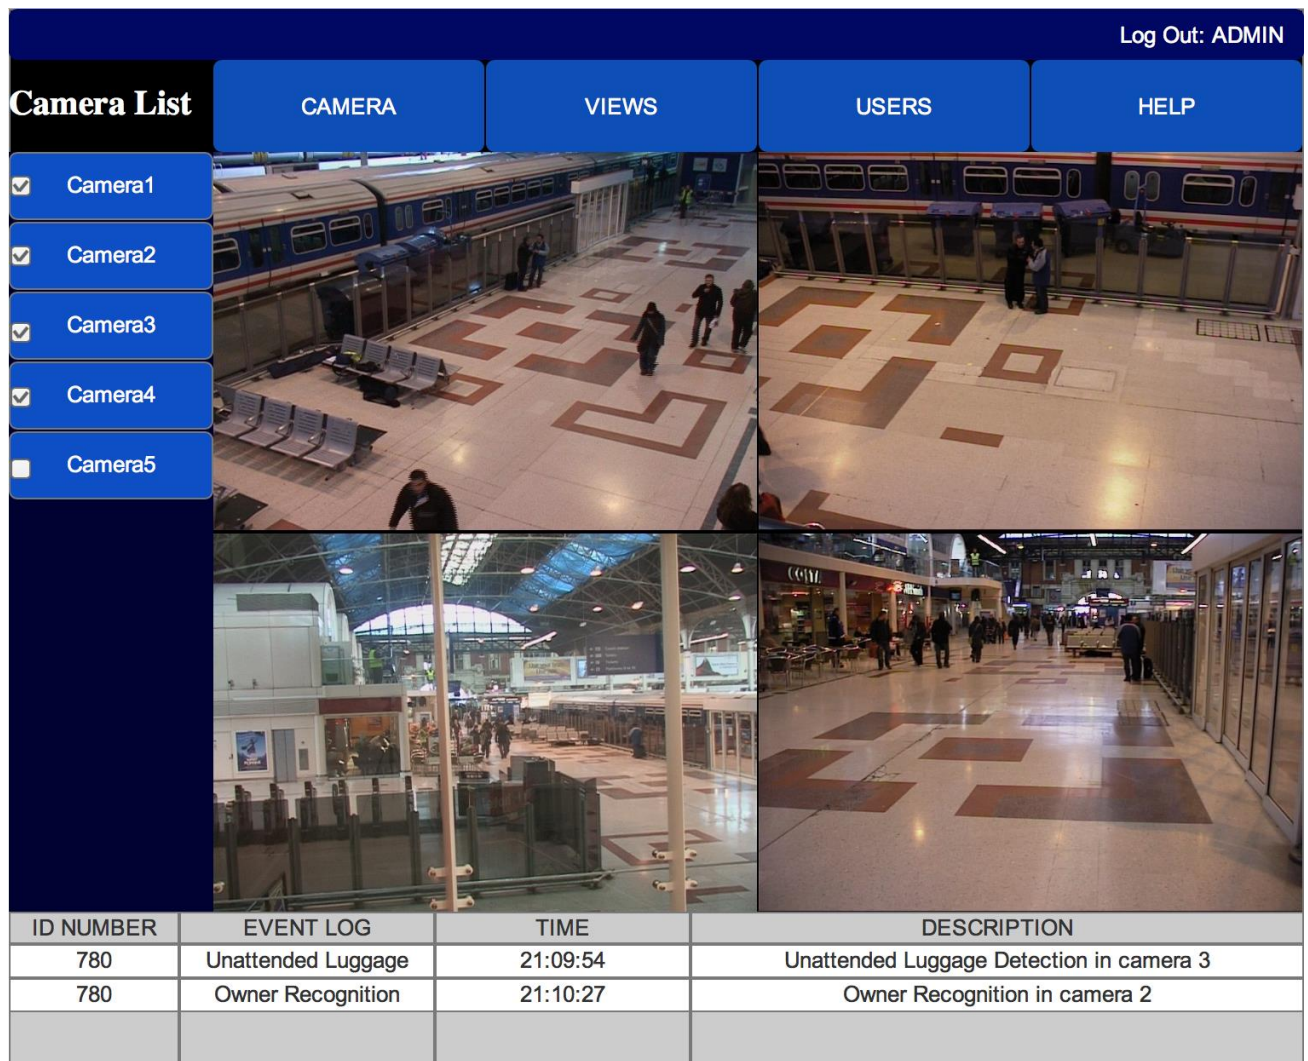 Log Out: ADMIN
Camera List
CAMERA
VIEWS
USERS
HELP
Camera1
Camera2
Camera3
Camera4
Camera5
COSTA
ID NUMBER EVENT LOG TIME DESCRIPTION
780 Unattended Luggage 21:09:54 Unattended Luggage Detection in camera 3
780 Owner Recognition 21:10:27 Owner Recognition in camera 2